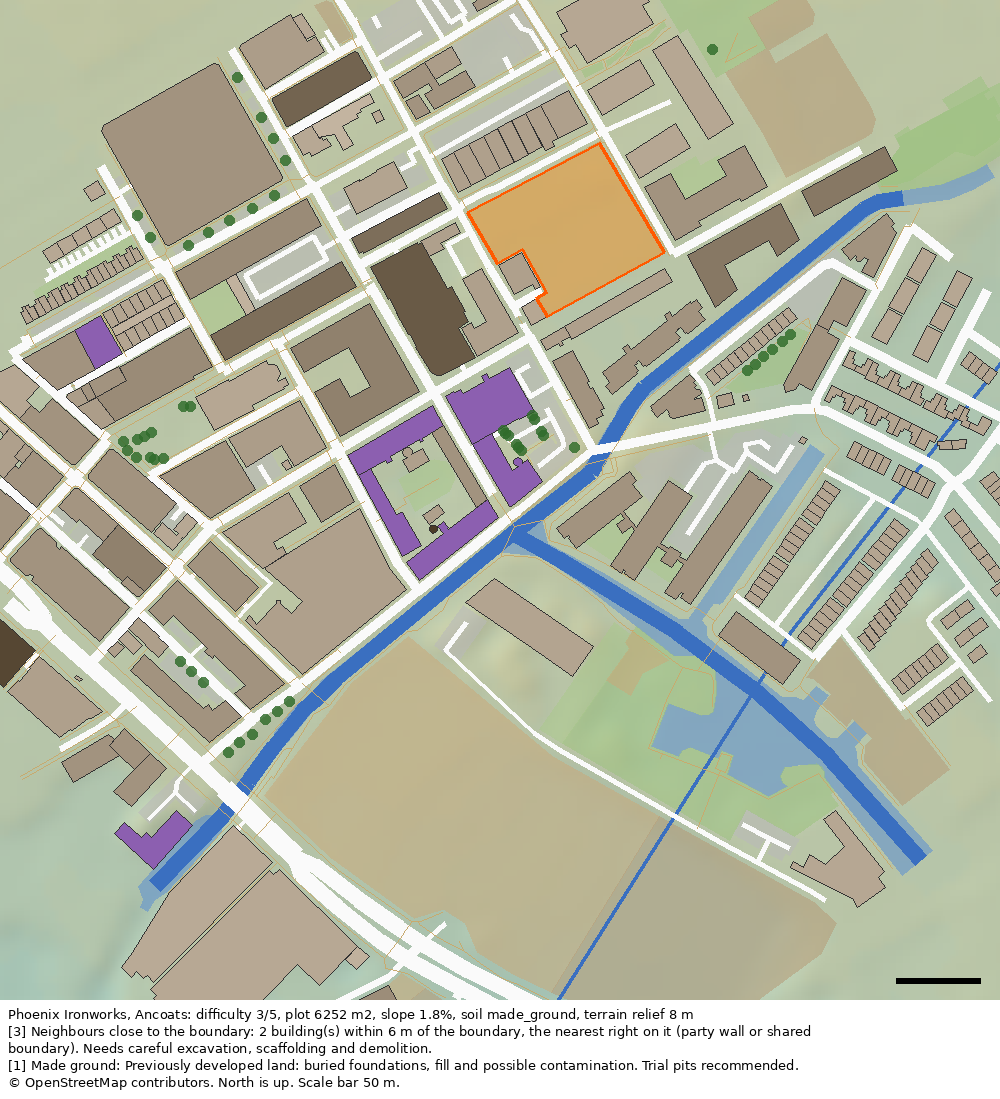 Phoenix Ironworks, Ancoats: difficulty 3/5, plot 6252 m2, slope 1.8%, soil made_ground, terrain relief 8 m
[3] Neighbours close to the boundary: 2 building(s) within 6 m of the boundary, the nearest right on it (party wall or shared
boundary). Needs careful excavation, scaffolding and demolition.
[1] Made ground: Previously developed land: buried foundations, fill and possible contamination. Trial pits recommended.
© OpenStreetMap contributors. North is up. Scale bar 50 m.